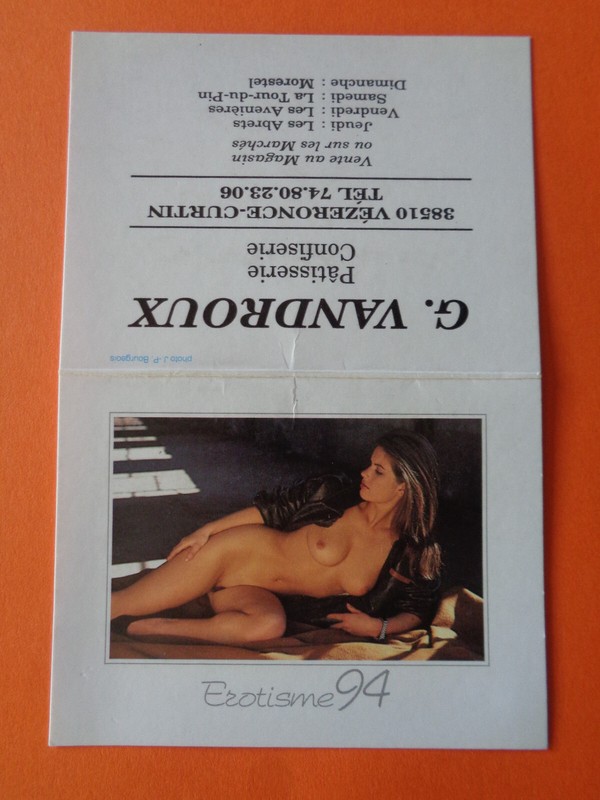 G. VANDROUX
Pâtisserie
Confiserie
38510 VÉZERONCE-CURTIN
TÉL 74.80.23.06
Vente au Magasin
ou sur les Marchés
Jeudi : Les Abrets
Vendredi : Les Avenières
Samedi : La Tour-du-Pin
Dimanche : Morestel
photo J-P. Bourgeois
Erotisme 94